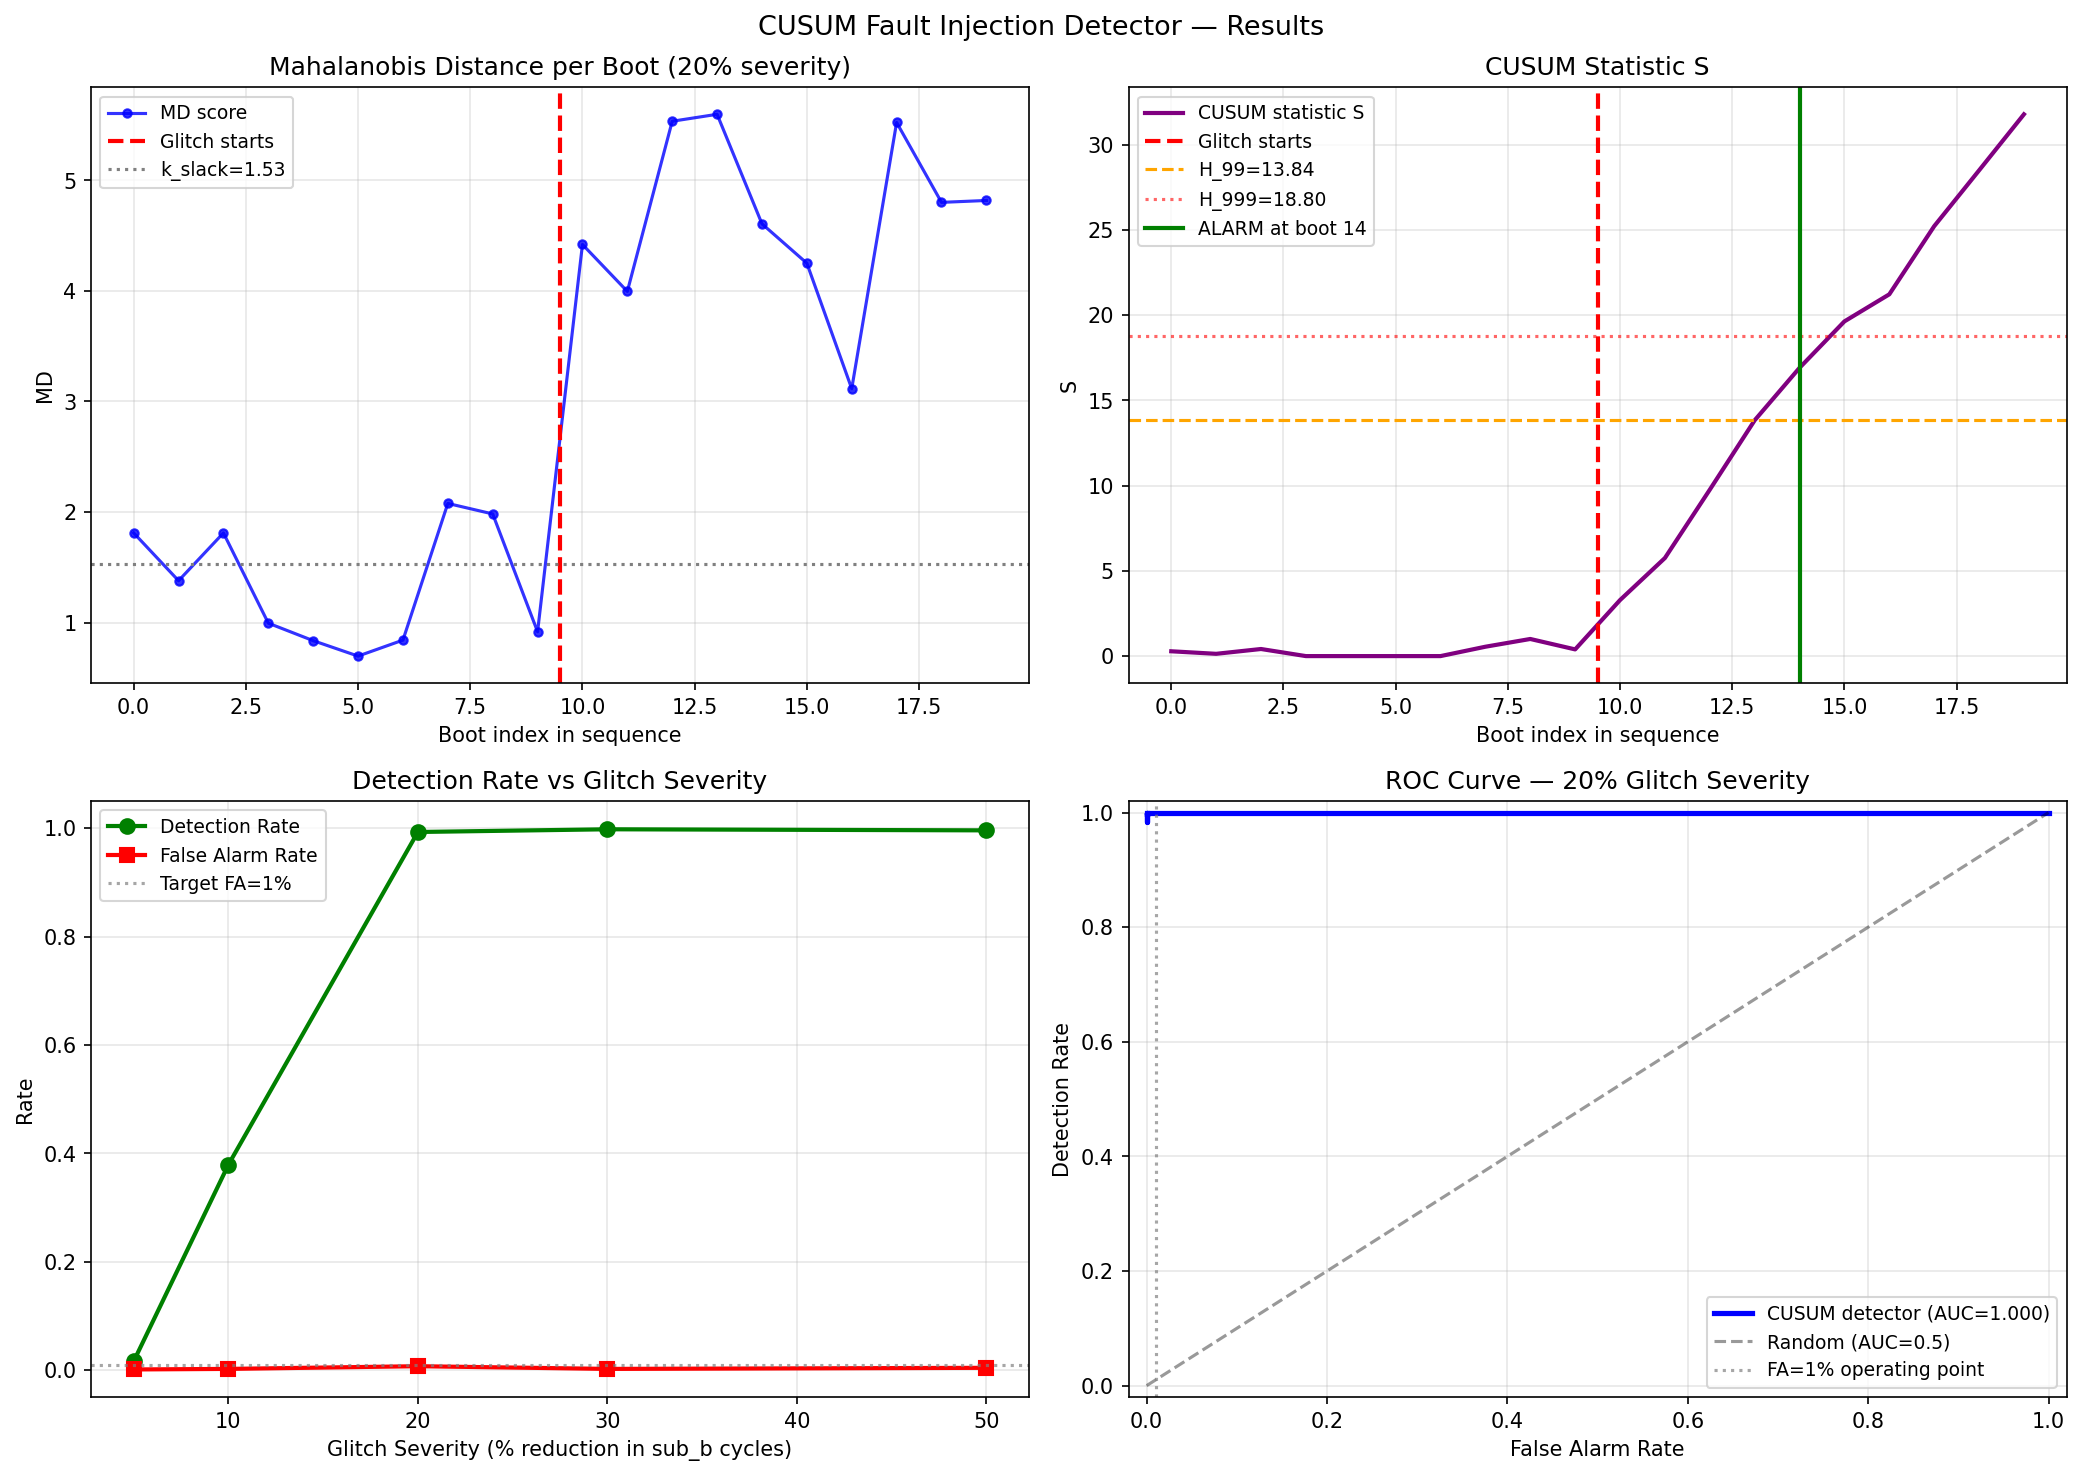 CUSUM Fault Injection Detector — Results
Mahalanobis Distance per Boot (20% severity)
MD score
Glitch starts
k_slack=1.53
MD
5
4
3
2
1
0.0 2.5 5.0 7.5 10.0 12.5 15.0 17.5
Boot index in sequence
CUSUM Statistic S
CUSUM statistic S
Glitch starts
H_99=13.84
H_999=18.80
ALARM at boot 14
S
30
25
20
15
10
5
0
0.0 2.5 5.0 7.5 10.0 12.5 15.0 17.5
Boot index in sequence
Detection Rate vs Glitch Severity
Detection Rate
False Alarm Rate
Target FA=1%
Rate
1.0
0.8
0.6
0.4
0.2
0.0
10 20 30 40 50
Glitch Severity (% reduction in sub_b cycles)
ROC Curve — 20% Glitch Severity
Detection Rate
1.0
0.8
0.6
0.4
0.2
0.0
CUSUM detector (AUC=1.000)
Random (AUC=0.5)
FA=1% operating point
0.0 0.2 0.4 0.6 0.8 1.0
False Alarm Rate